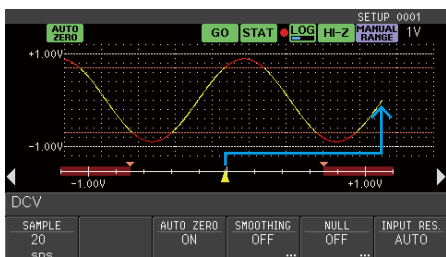 SETUP 0001
AUTO ZERO GO STAT LOG HI-Z MANUAL RANGE 1V
+1.00V
-1.00V
-1.00V +1.00V
DCV
SAMPLE AUTO ZERO SMOOTHING NULL INPUT RES.
20 ON OFF OFF AUTO
sps ... ...